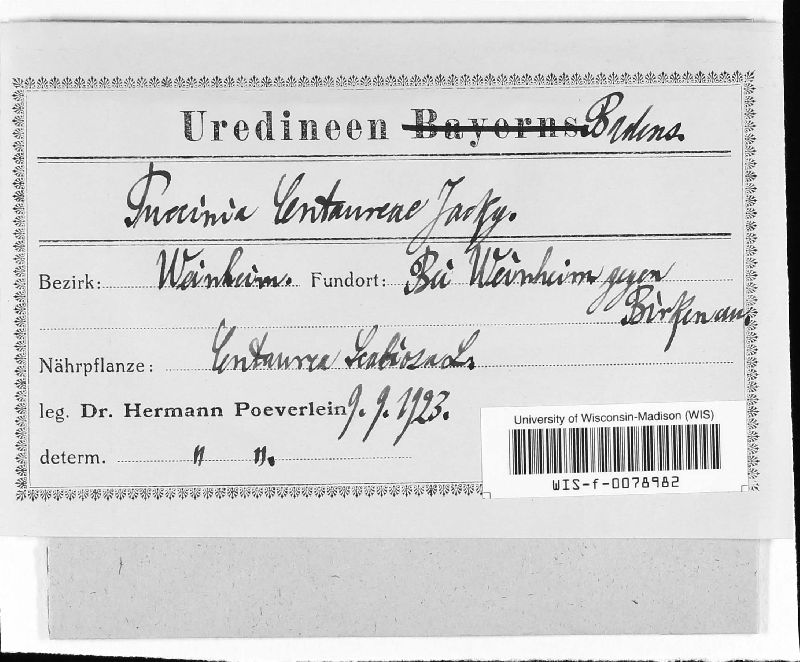 Uredineen Bayerns. Badens.
Puccinia Centaureae Jacky.
Bezirk: Weinheim. Fundort: Bei Weinheim gegen
Birkenau.
Nährpflanze: Centaurea Scabiosa L.
leg. Dr. Hermann Poeverlein 9. 9. 1923.
determ. " ".
University of Wisconsin-Madison (WIS)
WIS-f-0078982